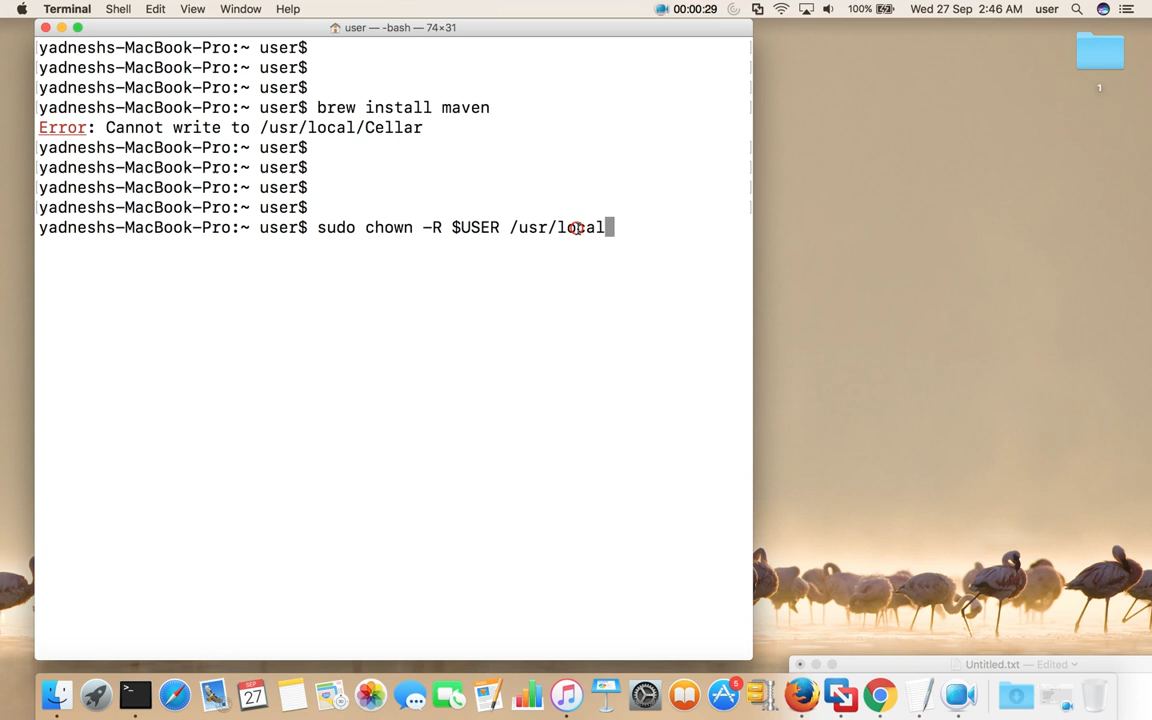 Terminal Shell Edit View Window Help 00:00:29 100% Wed 27 Sep 2:46 AM user
user — -bash — 74×31
yadneshs-MacBook-Pro:~ user$
yadneshs-MacBook-Pro:~ user$
yadneshs-MacBook-Pro:~ user$
yadneshs-MacBook-Pro:~ user$ brew install maven
Error: Cannot write to /usr/local/Cellar
yadneshs-MacBook-Pro:~ user$
yadneshs-MacBook-Pro:~ user$
yadneshs-MacBook-Pro:~ user$
yadneshs-MacBook-Pro:~ user$
yadneshs-MacBook-Pro:~ user$ sudo chown -R $USER /usr/local
1
Untitled.txt — Edited
SEP
27
5